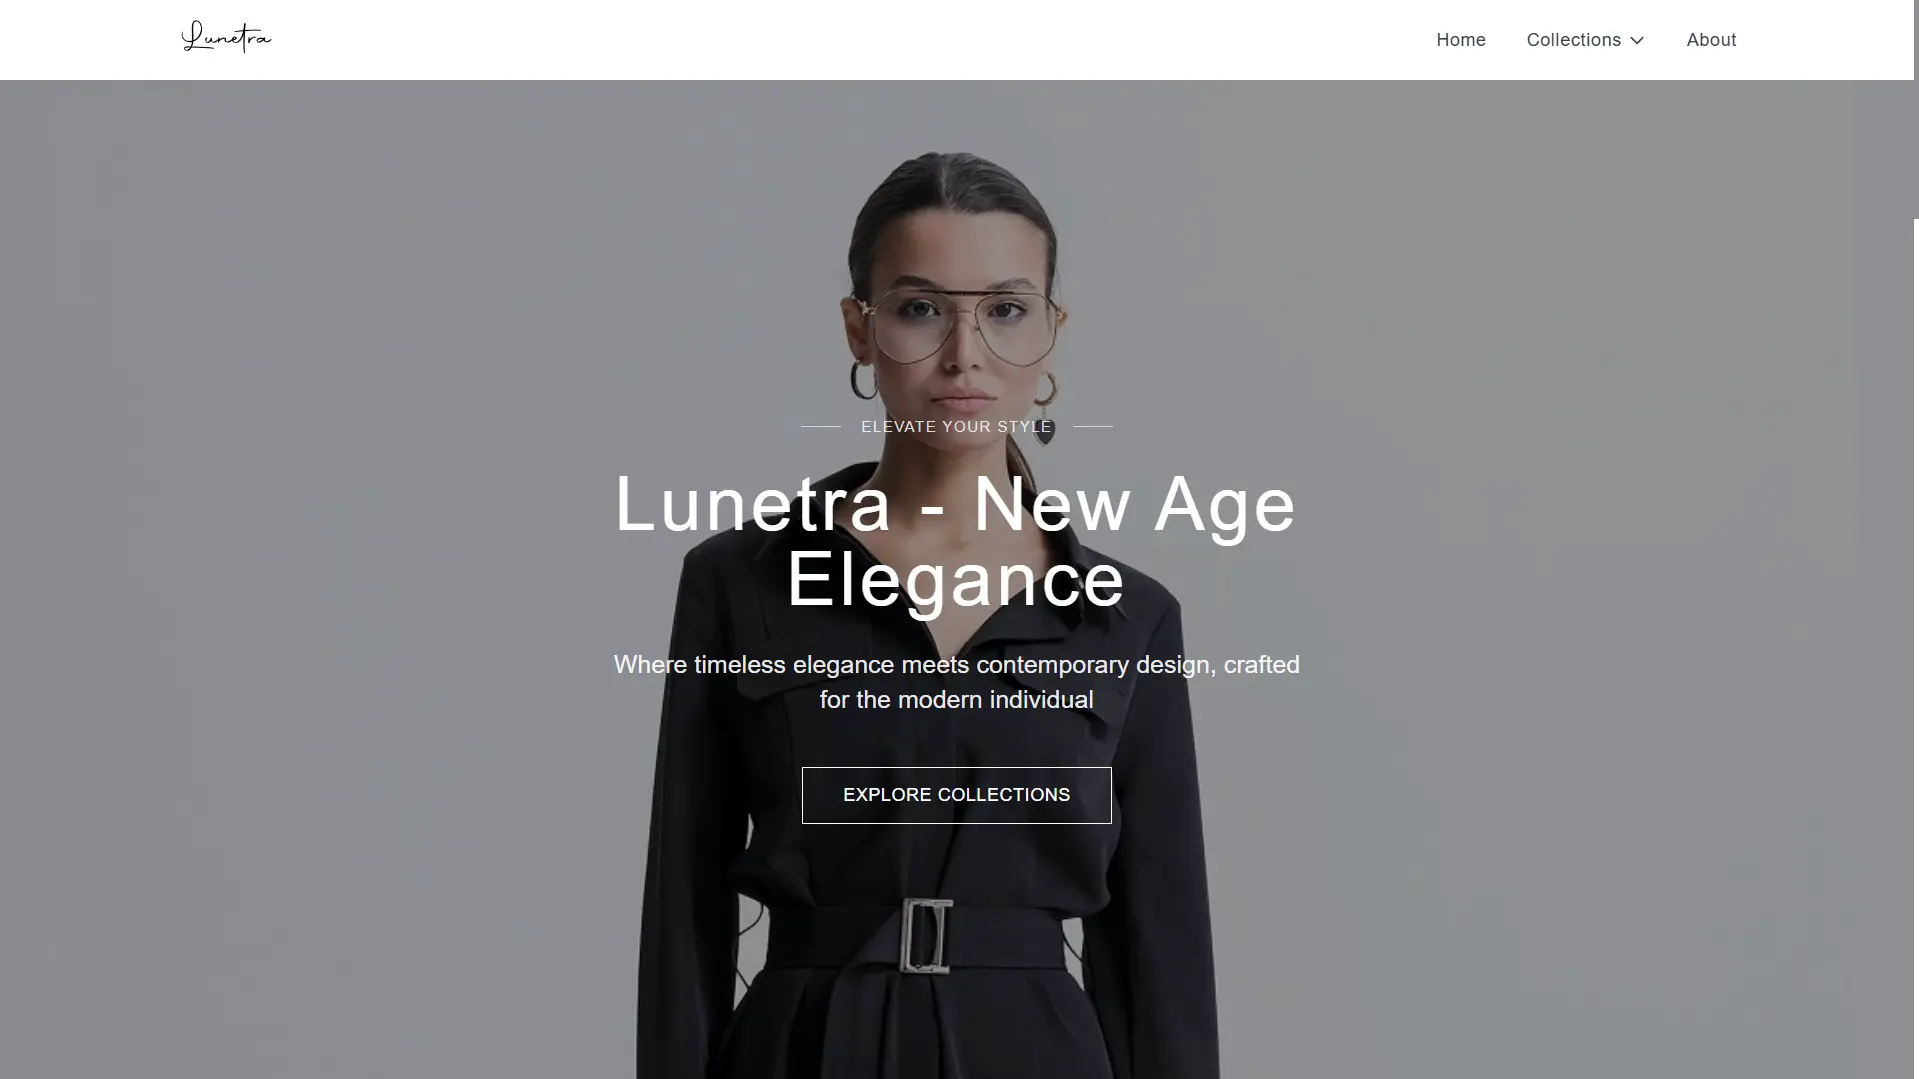 Lunetra
Home
Collections
About
ELEVATE YOUR STYLE
Lunetra - New Age
Elegance
Where timeless elegance meets contemporary design, crafted
for the modern individual
EXPLORE COLLECTIONS